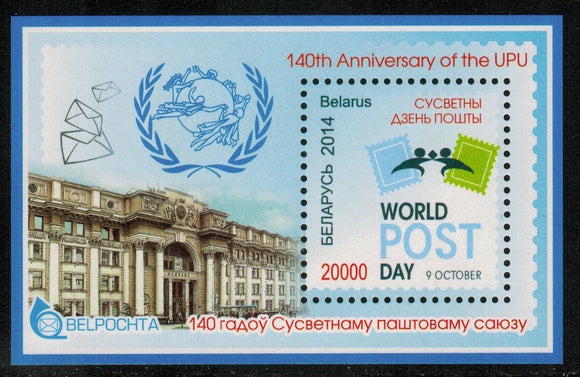 140th Anniversary of the UPU
Belarus
БЕЛАРУСЬ 2014
СУСВЕТНЫ
ДЗЕНЬ ПОШТЫ
WORLD
POST
20000 DAY 9 OCTOBER
BELPOCHTA
140 гадоў Сусветнаму паштоваму саюзу